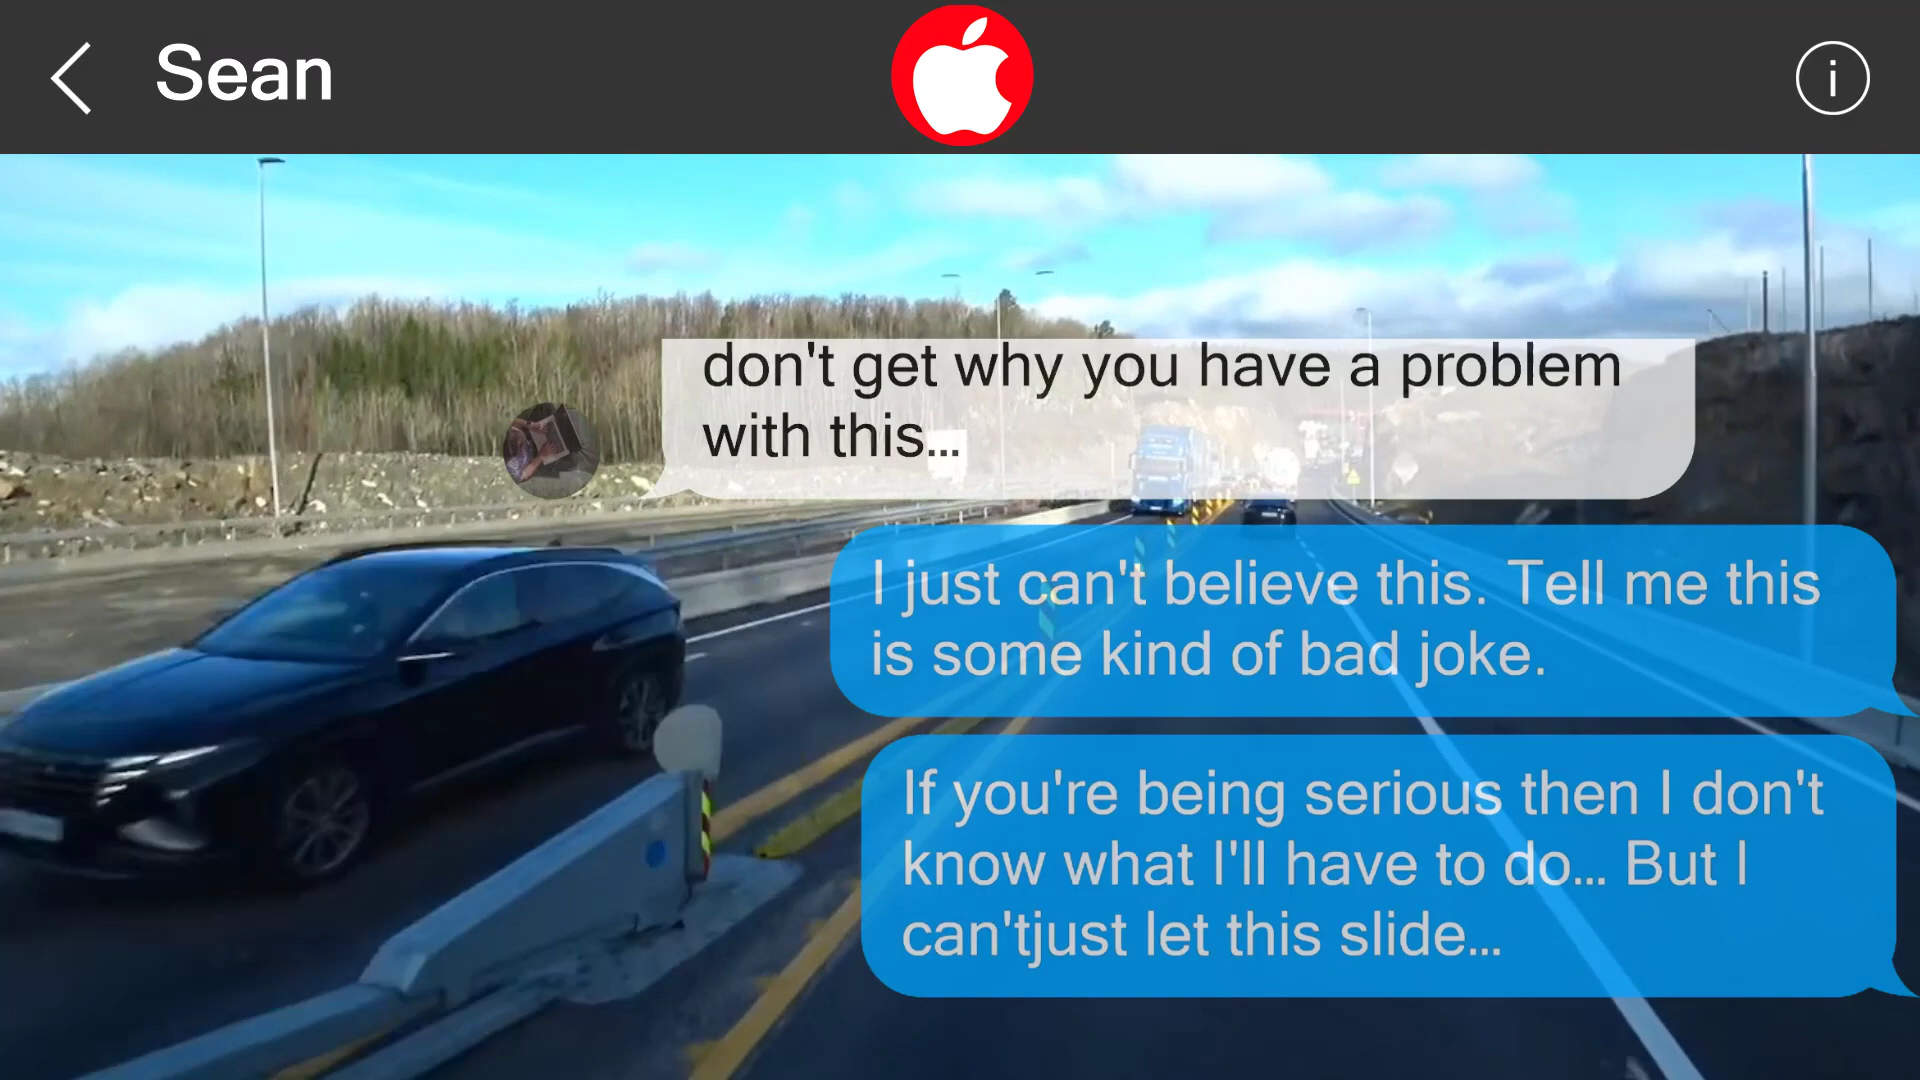 Sean
i
don't get why you have a problem
with this...
I just can't believe this. Tell me this
is some kind of bad joke.
If you're being serious then I don't
know what I'll have to do... But I
can'tjust let this slide...